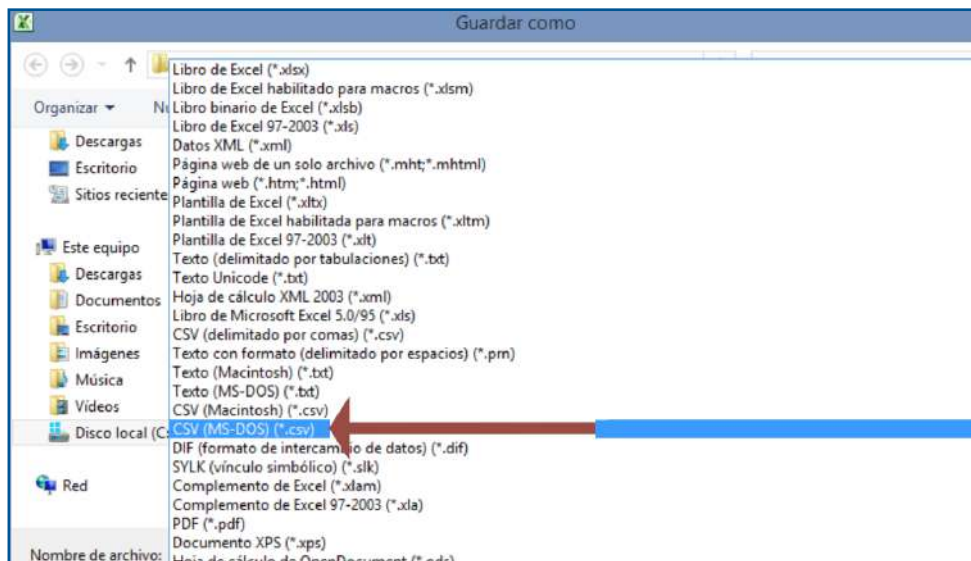 Guardar como
Organizar
Nu
Descargas
Escritorio
Sitios reciente
Este equipo
Descargas
Documentos
Escritorio
Imágenes
Música
Vídeos
Disco local (C:
Red
Nombre de archivo:
Libro de Excel (*.xlsx)
Libro de Excel habilitado para macros (*.xlsm)
Libro binario de Excel (*.xlsb)
Libro de Excel 97-2003 (*.xls)
Datos XML (*.xml)
Página web de un solo archivo (*.mht;*.mhtml)
Página web (*.htm;*.html)
Plantilla de Excel (*.xltx)
Plantilla de Excel habilitada para macros (*.xltm)
Plantilla de Excel 97-2003 (*.xlt)
Texto (delimitado por tabulaciones) (*.txt)
Texto Unicode (*.txt)
Hoja de cálculo XML 2003 (*.xml)
Libro de Microsoft Excel 5.0/95 (*.xls)
CSV (delimitado por comas) (*.csv)
Texto con formato (delimitado por espacios) (*.prn)
Texto (Macintosh) (*.txt)
Texto (MS-DOS) (*.txt)
CSV (Macintosh) (*.csv)
CSV (MS-DOS) (*.csv)
DIF (formato de intercambio de datos) (*.dif)
SYLK (vínculo simbólico) (*.slk)
Complemento de Excel (*.xlam)
Complemento de Excel 97-2003 (*.xla)
PDF (*.pdf)
Documento XPS (*.xps)
Hoja de cálculo de OpenDocument (*.ods)